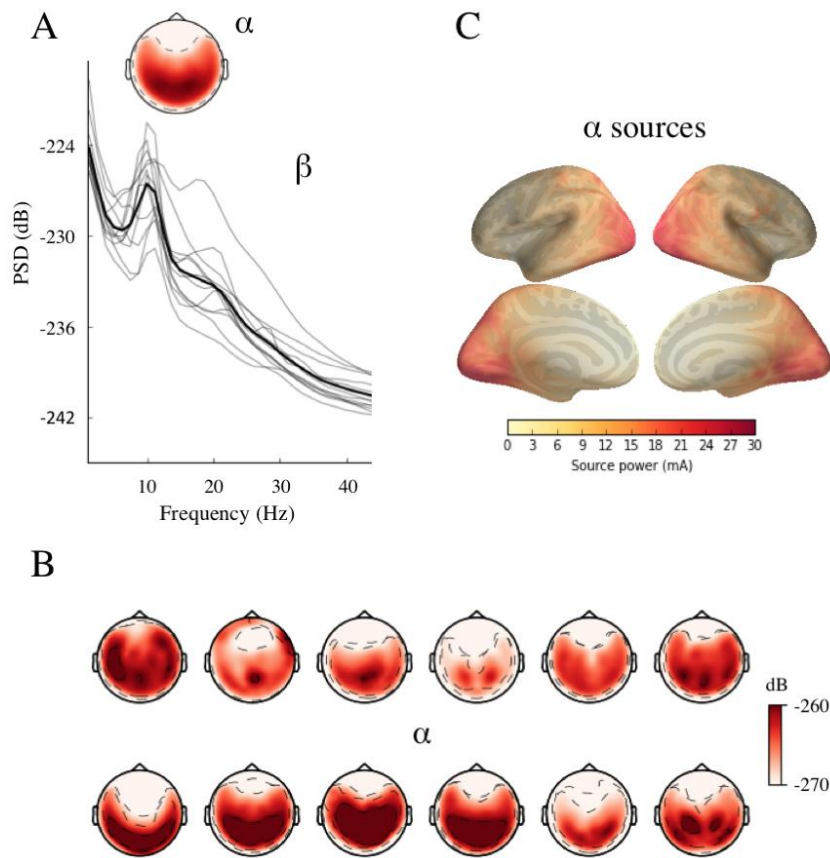 A
α
β
-224
-230
-236
-242
PSD (dB)
10 20 30 40
Frequency (Hz)
C
α sources
0 3 6 9 12 15 18 21 24 27 30
Source power (mA)
B
α
dB
-260
-270